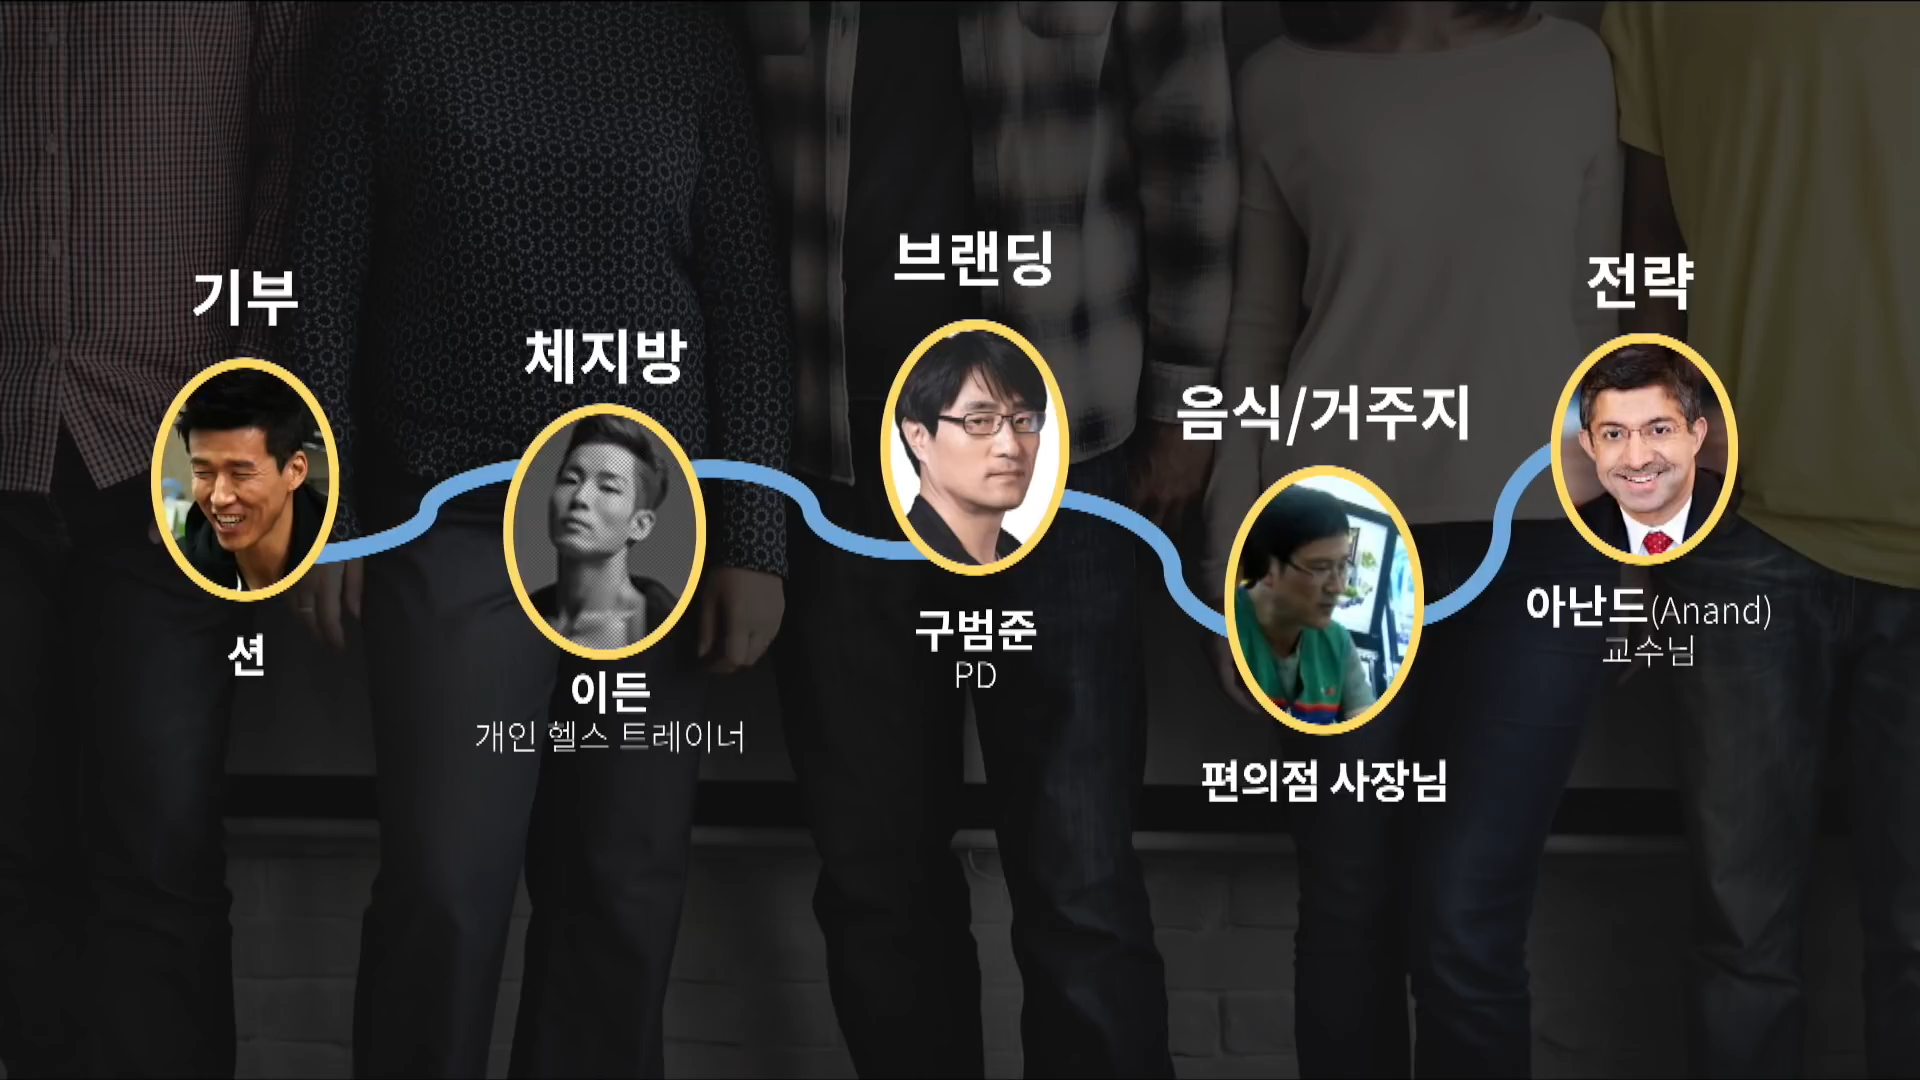 기부
션
체지방
이든
개인 헬스 트레이너
브랜딩
구범준
PD
음식/거주지
편의점 사장님
전략
아난드(Anand)
교수님